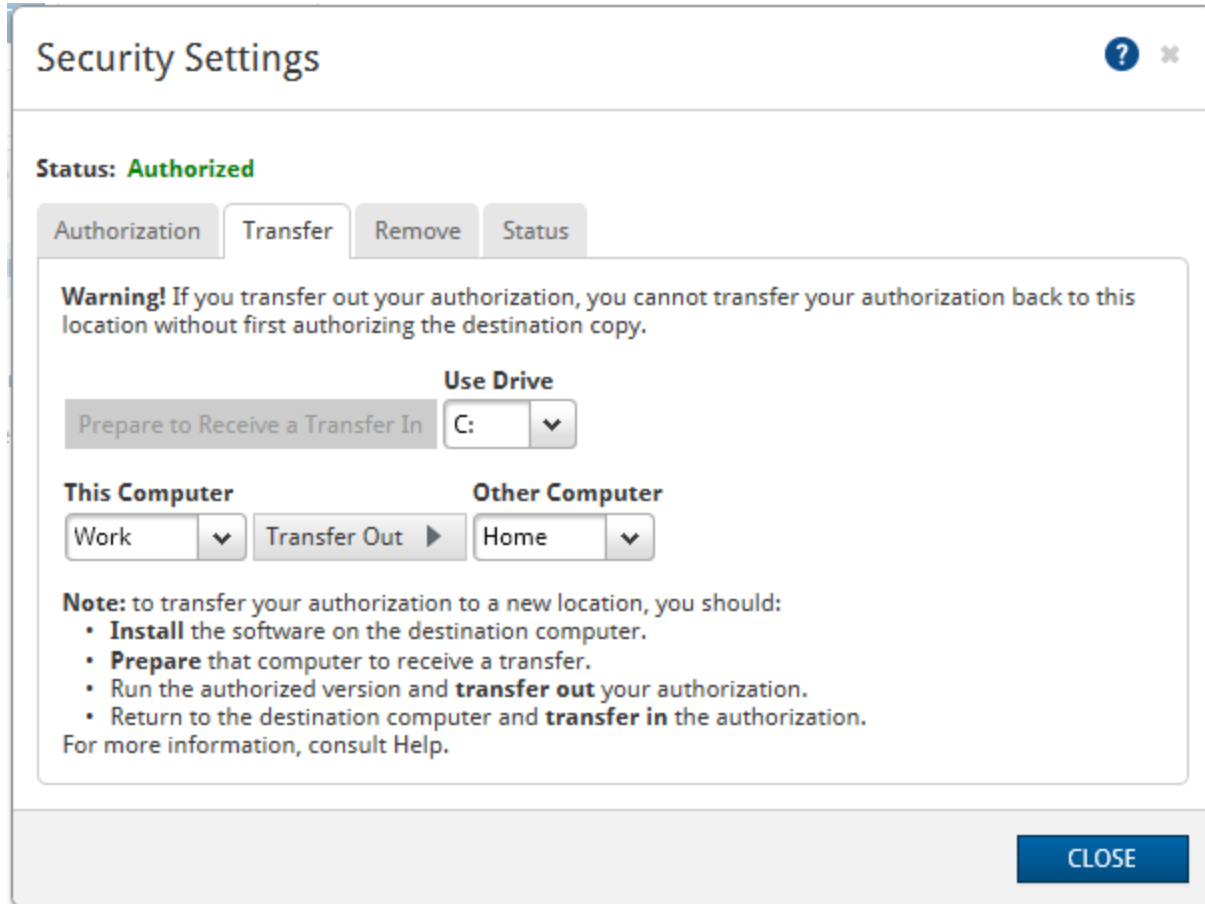 Security Settings
?
Status: Authorized
Authorization Transfer Remove Status
Warning! If you transfer out your authorization, you cannot transfer your authorization back to this
location without first authorizing the destination copy.
Use Drive
Prepare to Receive a Transfer In C:
This Computer Other Computer
Work Transfer Out Home
Note: to transfer your authorization to a new location, you should:
• Install the software on the destination computer.
• Prepare that computer to receive a transfer.
• Run the authorized version and transfer out your authorization.
• Return to the destination computer and transfer in the authorization.
For more information, consult Help.
CLOSE